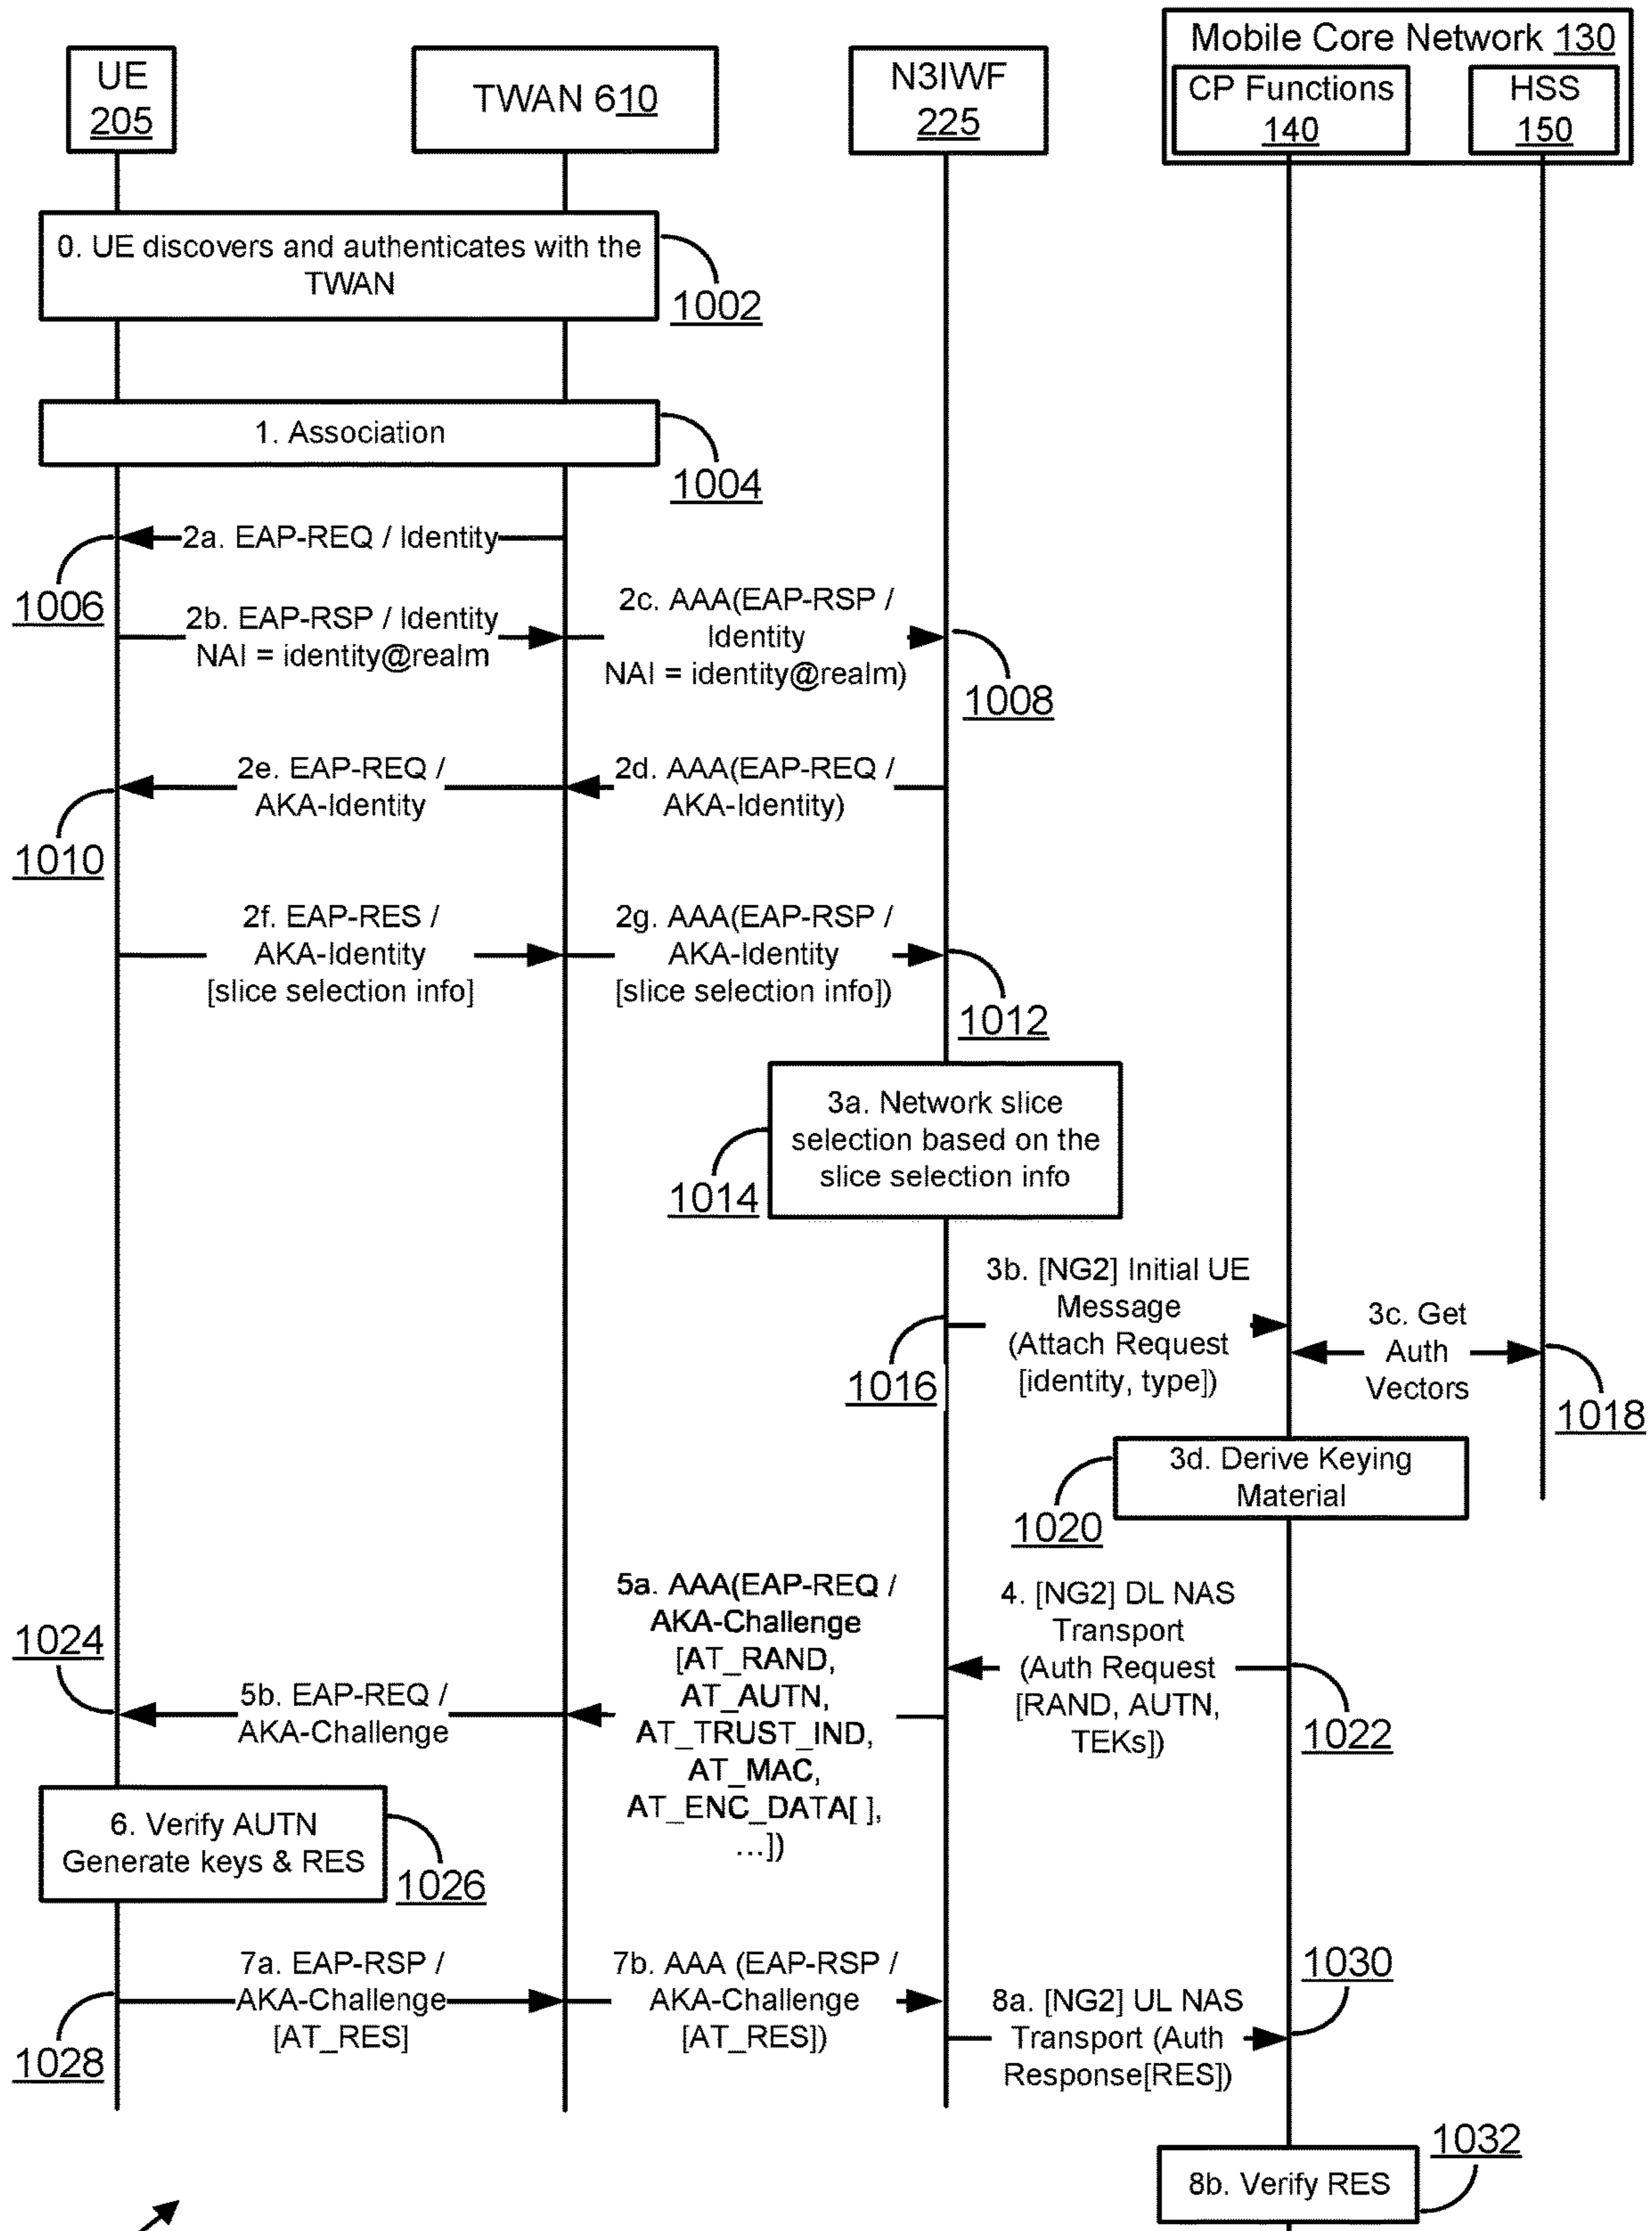 Mobile Core Network 130
UE
205
TWAN 610
N3IWF
225
CP Functions
140
HSS
150
0. UE discovers and authenticates with the
TWAN
1002
1. Association
1004
2a. EAP-REQ / Identity
1006
2b. EAP-RSP / Identity
NAI = identity@realm
2c. AAA(EAP-RSP /
Identity
NAI = identity@realm)
1008
2e. EAP-REQ /
AKA-Identity
2d. AAA(EAP-REQ /
AKA-Identity)
1010
2f. EAP-RES /
AKA-Identity
[slice selection info]
2g. AAA(EAP-RSP /
AKA-Identity
[slice selection info])
1012
3a. Network slice
selection based on the
slice selection info
1014
3b. [NG2] Initial UE
Message
(Attach Request
[identity, type])
1016
3c. Get
Auth
Vectors
1018
3d. Derive Keying
Material
1020
4. [NG2] DL NAS
Transport
(Auth Request
[RAND, AUTN,
TEKs])
1022
5a. AAA(EAP-REQ /
AKA-Challenge
[AT_RAND,
AT_AUTN,
AT_TRUST_IND,
AT_MAC,
AT_ENC_DATA[ ],
...])
1024
5b. EAP-REQ /
AKA-Challenge
6. Verify AUTN
Generate keys & RES
1026
7a. EAP-RSP /
AKA-Challenge
[AT_RES]
1028
7b. AAA (EAP-RSP /
AKA-Challenge
[AT_RES])
8a. [NG2] UL NAS
Transport (Auth
Response[RES])
1030
8b. Verify RES
1032